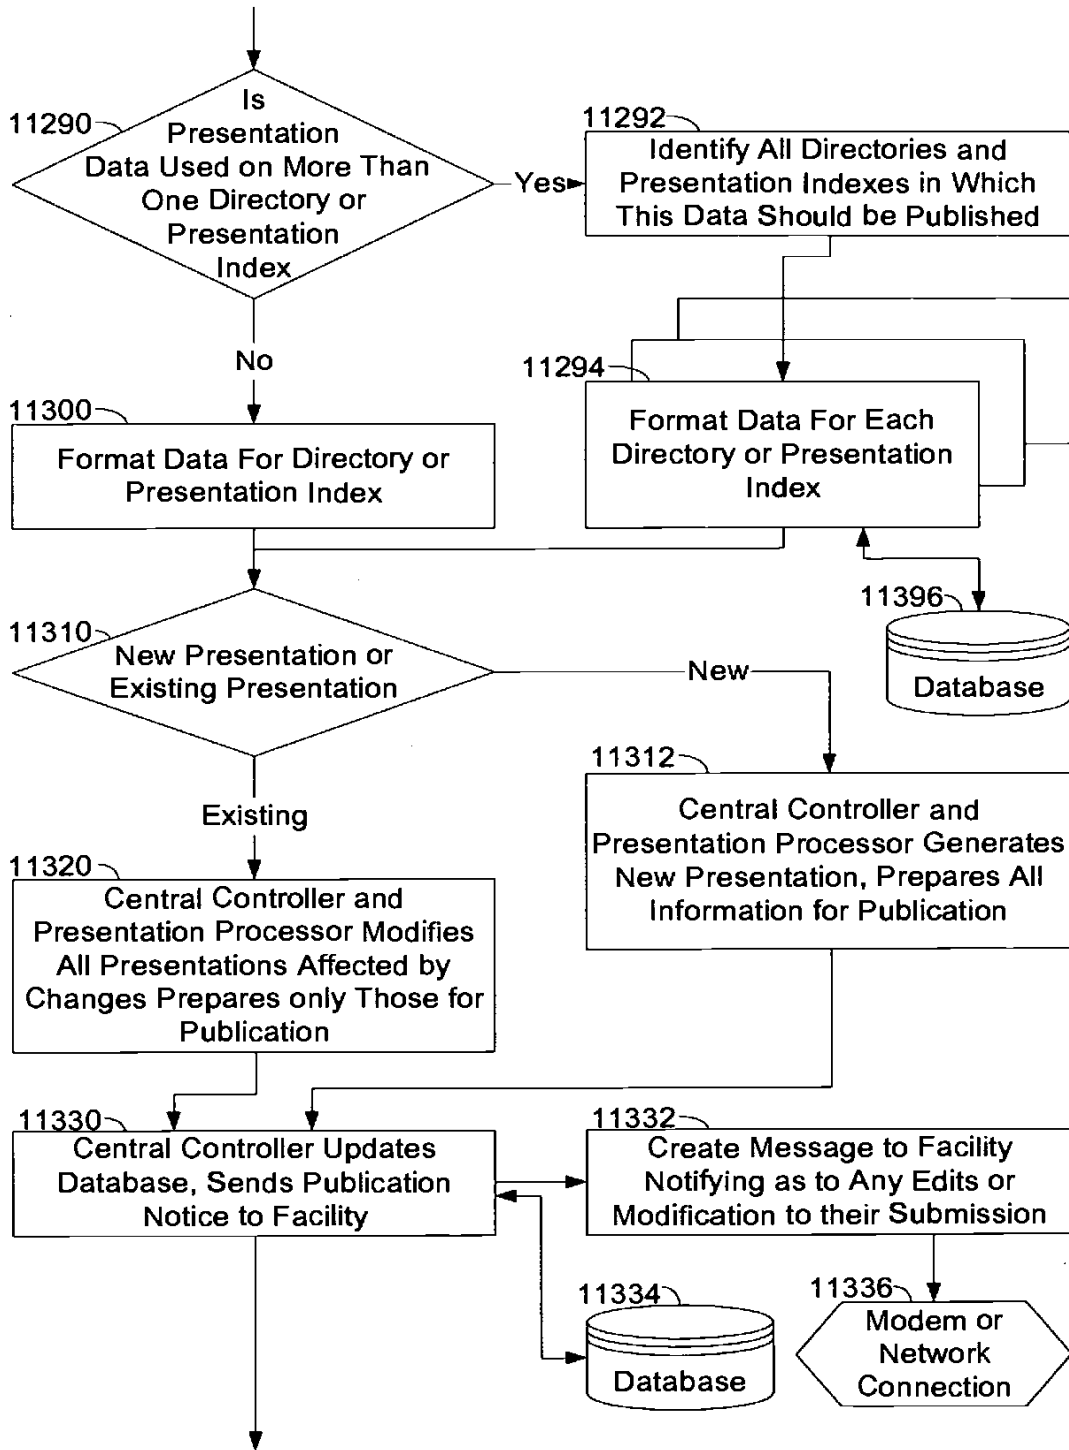 11290
Is
Presentation
Data Used on More Than
One Directory or
Presentation
Index
Yes
11292
Identify All Directories and
Presentation Indexes in Which
This Data Should be Published
No
11294
Format Data For Each
Directory or Presentation
Index
11300
Format Data For Directory or
Presentation Index
11396
Database
11310
New Presentation or
Existing Presentation
New
Existing
11312
Central Controller and
Presentation Processor Generates
New Presentation, Prepares All
Information for Publication
11320
Central Controller and
Presentation Processor Modifies
All Presentations Affected by
Changes Prepares only Those for
Publication
11330
Central Controller Updates
Database, Sends Publication
Notice to Facility
11332
Create Message to Facility
Notifying as to Any Edits or
Modification to their Submission
11334
Database
11336
Modem or
Network
Connection